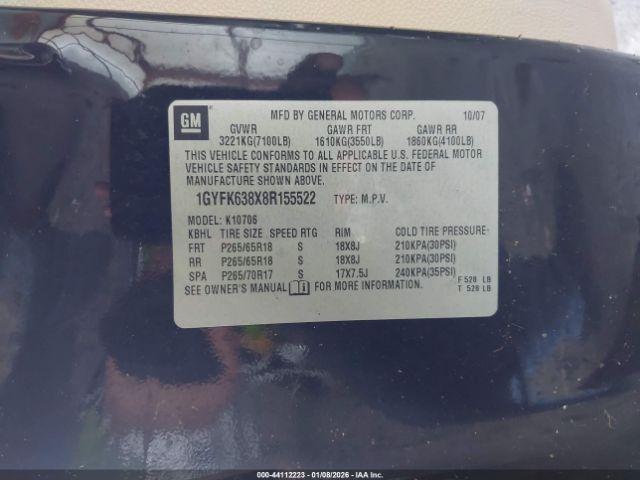 GM
MFD BY GENERAL MOTORS CORP. 10/07
GVWR GAWR FRT GAWR RR
3221KG(7100LB) 1610KG(3550LB) 1860KG(4100LB)
THIS VEHICLE CONFORMS TO ALL APPLICABLE U.S. FEDERAL MOTOR
VEHICLE SAFETY STANDARDS IN EFFECT ON THE DATE OF
MANUFACTURE SHOWN ABOVE.
1GYFK638X8R155522 TYPE: M.P.V.
MODEL: K10706
KBHL TIRE SIZE SPEED RTG RIM COLD TIRE PRESSURE
FRT P265/65R18 S 18X8J 210KPA(30PSI)
RR P265/65R18 S 18X8J 210KPA(30PSI)
SPA P265/70R17 S 17X7.5J 240KPA(35PSI)
SEE OWNER'S MANUAL FOR MORE INFORMATION.
F 528 LB
T 528 LB
000-44112223 - 01/08/2026 - IAAI.com